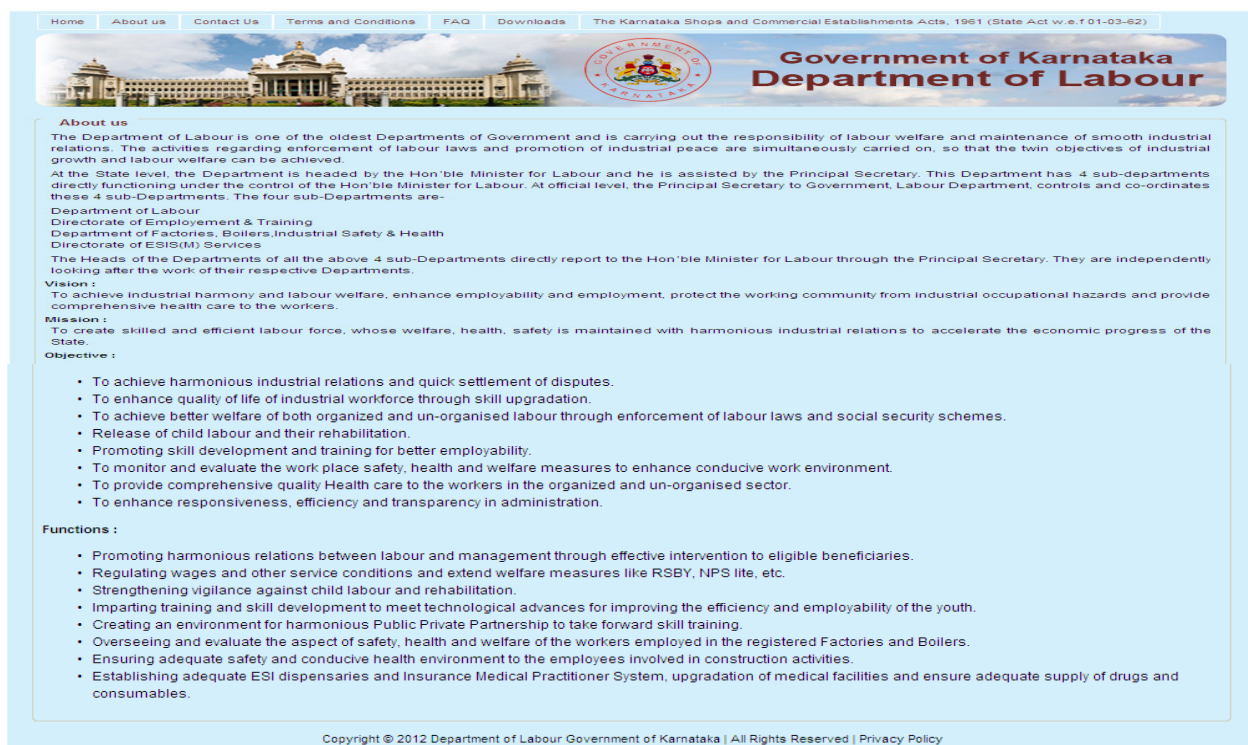 Home About us Contact Us Terms and Conditions FAQ Downloads The Karnataka Shops and Commercial Establishments Acts, 1961 (State Act w.e.f 01-03-62)
GOVERNMENT OF KARNATAKA
Government of Karnataka
Department of Labour
About us
The Department of Labour is one of the oldest Departments of Government and is carrying out the responsibility of labour welfare and maintenance of smooth industrial
relations. The activities regarding enforcement of labour laws and promotion of industrial peace are simultaneously carried on, so that the twin objectives of industrial
growth and labour welfare can be achieved.
At the State level, the Department is headed by the Hon'ble Minister for Labour and he is assisted by the Principal Secretary. This Department has 4 sub-departments
directly functioning under the control of the Hon'ble Minister for Labour. At official level, the Principal Secretary to Government, Labour Department, controls and co-ordinates
these 4 sub-Departments. The four sub-Departments are-
Department of Labour
Directorate of Employement & Training
Department of Factories, Boilers,Industrial Safety & Health
Directorate of ESIS(M) Services
The Heads of the Departments of all the above 4 sub-Departments directly report to the Hon'ble Minister for Labour through the Principal Secretary. They are independently
looking after the work of their respective Departments.
Vision :
To achieve industrial harmony and labour welfare, enhance employability and employment, protect the working community from industrial occupational hazards and provide
comprehensive health care to the workers.
Mission :
To create skilled and efficient labour force, whose welfare, health, safety is maintained with harmonious industrial relations to accelerate the economic progress of the
State.
Objective :
• To achieve harmonious industrial relations and quick settlement of disputes.
• To enhance quality of life of industrial workforce through skill upgradation.
• To achieve better welfare of both organized and un-organised labour through enforcement of labour laws and social security schemes.
• Release of child labour and their rehabilitation.
• Promoting skill development and training for better employability.
• To monitor and evaluate the work place safety, health and welfare measures to enhance conducive work environment.
• To provide comprehensive quality Health care to the workers in the organized and un-organised sector.
• To enhance responsiveness, efficiency and transparency in administration.
Functions :
• Promoting harmonious relations between labour and management through effective intervention to eligible beneficiaries.
• Regulating wages and other service conditions and extend welfare measures like RSBY, NPS lite, etc.
• Strengthening vigilance against child labour and rehabilitation.
• Imparting training and skill development to meet technological advances for improving the efficiency and employability of the youth.
• Creating an environment for harmonious Public Private Partnership to take forward skill training.
• Overseeing and evaluate the aspect of safety, health and welfare of the workers employed in the registered Factories and Boilers.
• Ensuring adequate safety and conducive health environment to the employees involved in construction activities.
• Establishing adequate ESI dispensaries and Insurance Medical Practitioner System, upgradation of medical facilities and ensure adequate supply of drugs and
consumables.
Copyright © 2012 Department of Labour Government of Karnataka | All Rights Reserved | Privacy Policy